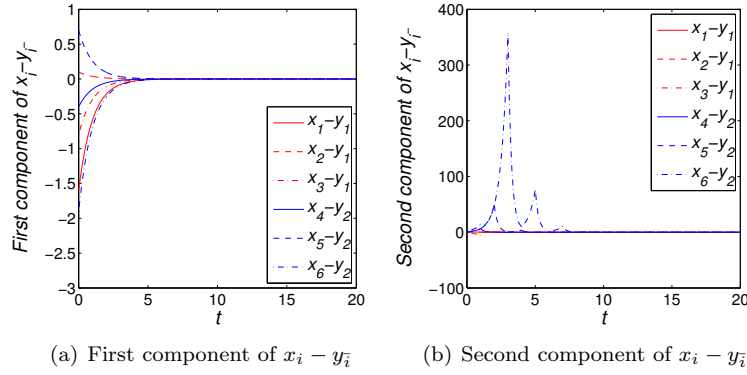 First component of x_i-y_ī
1
0.5
0
-0.5
-1
-1.5
-2
-2.5
-3
0 5 10 15 20
t
x_1-y_1
x_2-y_1
x_3-y_1
x_4-y_2
x_5-y_2
x_6-y_2
(a) First component of x_i − y_ī
Second component of x_i-y_ī
400
300
200
100
0
-100
0 5 10 15 20
t
x_1-y_1
x_2-y_1
x_3-y_1
x_4-y_2
x_5-y_2
x_6-y_2
(b) Second component of x_i − y_ī